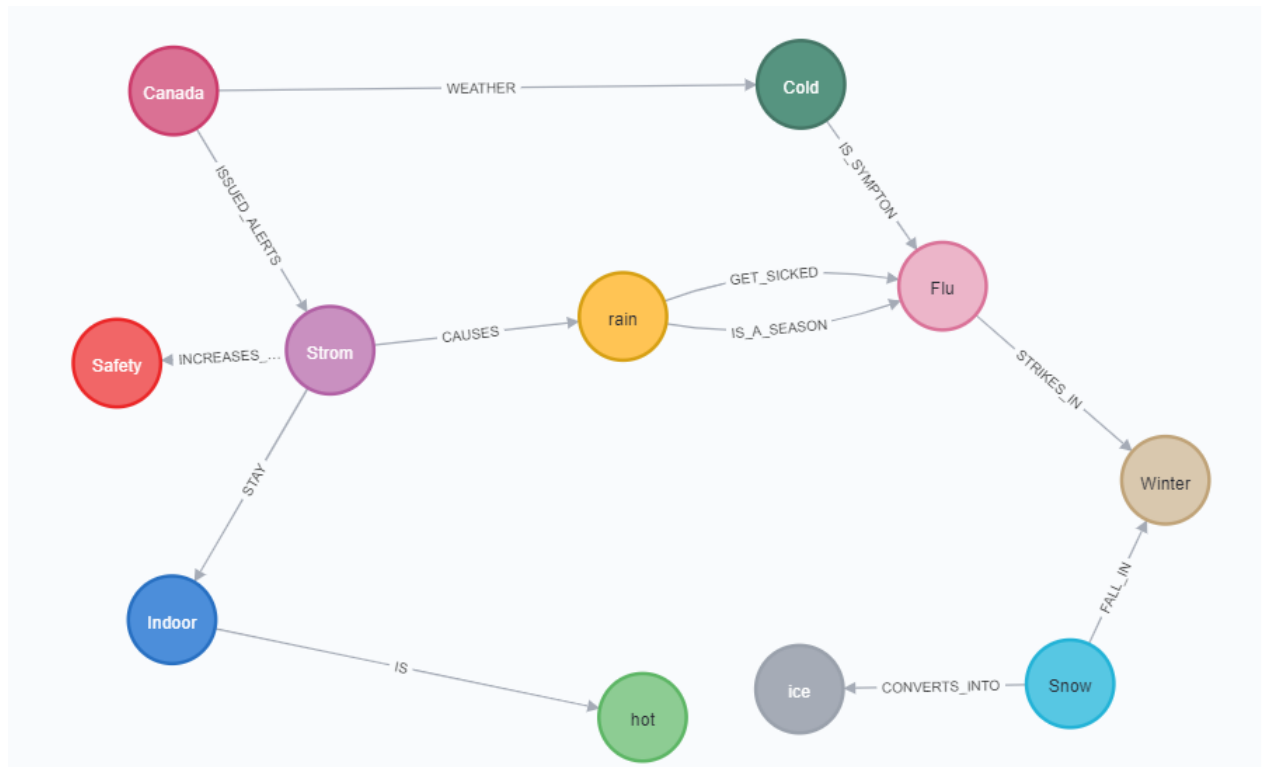 Canada
WEATHER
Cold
ISSUED_ALERTS
IS_SYMPTON
GET_SICKED
Flu
rain
IS_A_SEASON
CAUSES
Strom
INCREASES_...
Safety
STRIKES_IN
STAY
Winter
FALL_IN
Indoor
IS
hot
ice
CONVERTS_INTO
Snow